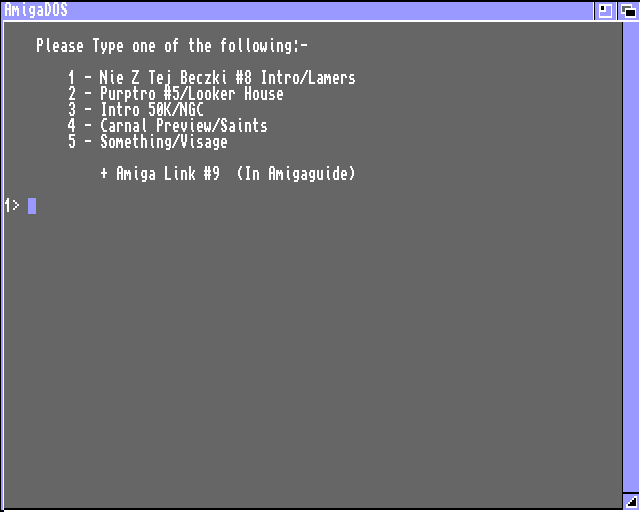 AmigaDOS
Please Type one of the following:-
1 - Nie Z Tej Beczki #8 Intro/Lamers
2 - Purptro #5/Looker House
3 - Intro 50K/NGC
4 - Carnal Preview/Saints
5 - Something/Visage
+ Amiga Link #9 (In Amigaguide)
1>